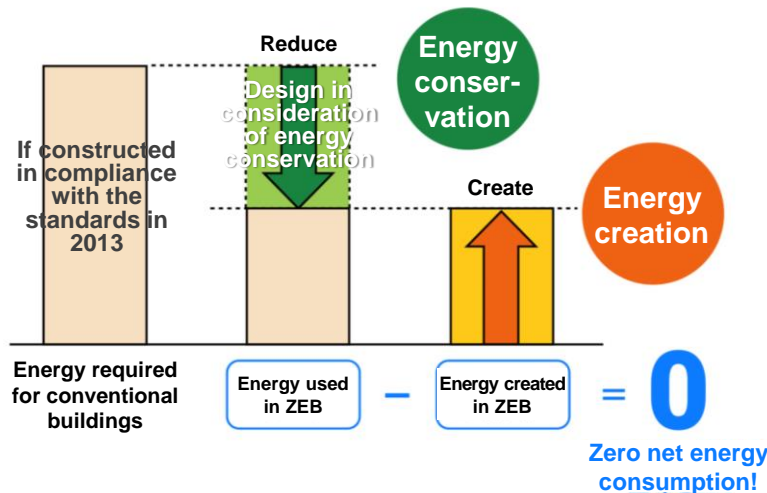 Reduce
Energy
conser-
vation
Design in
consideration
of energy
conservation
If constructed
in compliance
with the
standards in
2013
Create
Energy
creation
Energy required
for conventional
buildings
Energy used
in ZEB
–
Energy created
in ZEB
= 0
Zero net energy
consumption!